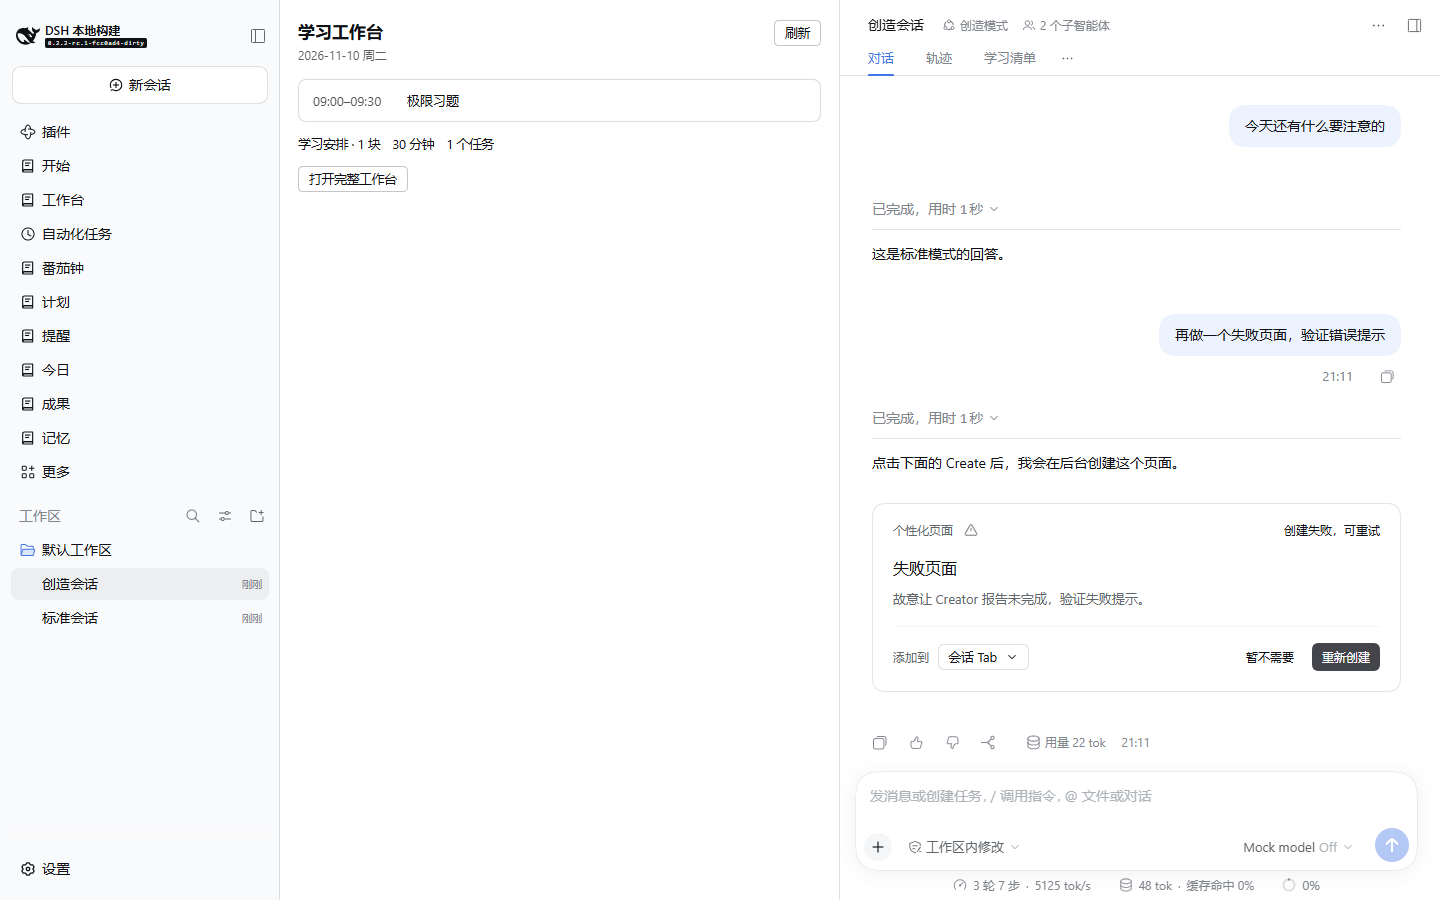 DSH 本地构建
0.3.2-rc.1-fcc0ad4-dirty
新会话
插件
开始
工作台
自动化任务
番茄钟
计划
提醒
今日
成果
记忆
更多
工作区
默认工作区
创造会话 刚刚
标准会话 刚刚
设置
学习工作台
刷新
2026-11-10 周二
09:00–09:30 极限习题
学习安排 · 1 块 30 分钟 1 个任务
打开完整工作台
创造会话 创造模式 2 个子智能体
对话 轨迹 学习清单
今天还有什么要注意的
已完成，用时 1 秒
这是标准模式的回答。
再做一个失败页面，验证错误提示
21:11
已完成，用时 1 秒
点击下面的 Create 后，我会在后台创建这个页面。
个性化页面 创建失败，可重试
失败页面
故意让 Creator 报告未完成，验证失败提示。
添加到 会话 Tab 暂不需要 重新创建
用量 22 tok 21:11
发消息或创建任务，/ 调用指令，@ 文件或对话
工作区内修改 Mock model Off
3 轮 7 步 · 5125 tok/s 48 tok · 缓存命中 0% 0%